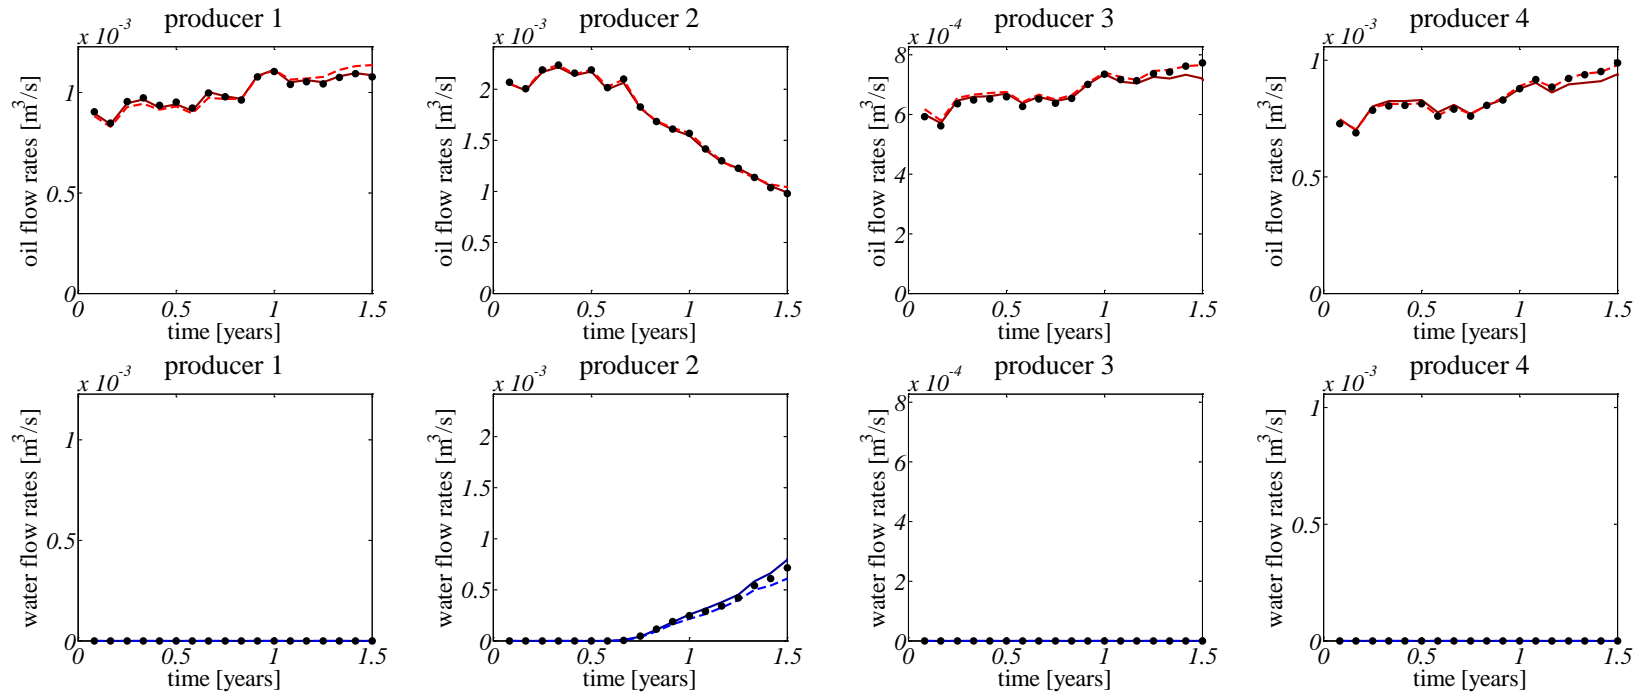 producer 1
x 10⁻³
oil flow rates [m³/s]
1
0.5
0
0 0.5 1 1.5
time [years]
producer 2
x 10⁻³
oil flow rates [m³/s]
2
1.5
1
0.5
0
0 0.5 1 1.5
time [years]
producer 3
x 10⁻⁴
oil flow rates [m³/s]
8
6
4
2
0
0 0.5 1 1.5
time [years]
producer 4
x 10⁻³
oil flow rates [m³/s]
1
0.5
0
0 0.5 1 1.5
time [years]
producer 1
x 10⁻³
water flow rates [m³/s]
1
0.5
0
0 0.5 1 1.5
time [years]
producer 2
x 10⁻³
water flow rates [m³/s]
2
1.5
1
0.5
0
0 0.5 1 1.5
time [years]
producer 3
x 10⁻⁴
water flow rates [m³/s]
8
6
4
2
0
0 0.5 1 1.5
time [years]
producer 4
x 10⁻³
water flow rates [m³/s]
1
0.5
0
0 0.5 1 1.5
time [years]